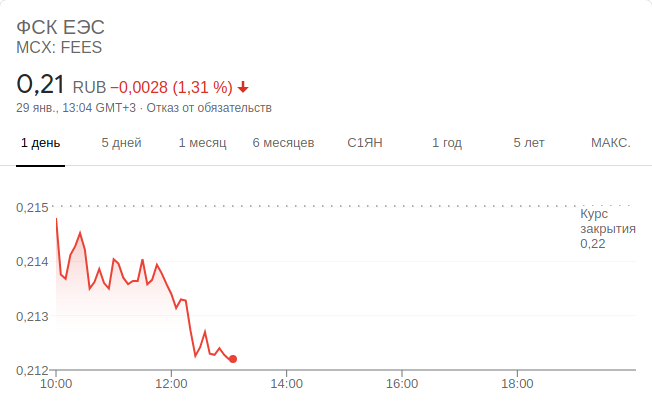 ФСК ЕЭС
MCX: FEES
0,21 RUB −0,0028 (1,31 %)
29 янв., 13:04 GMT+3 · Отказ от обязательств
1 день 5 дней 1 месяц 6 месяцев С1ЯН 1 год 5 лет МАКС.
0,215
Курс
закрытия
0,22
0,214
0,213
0,212
10:00 12:00 14:00 16:00 18:00